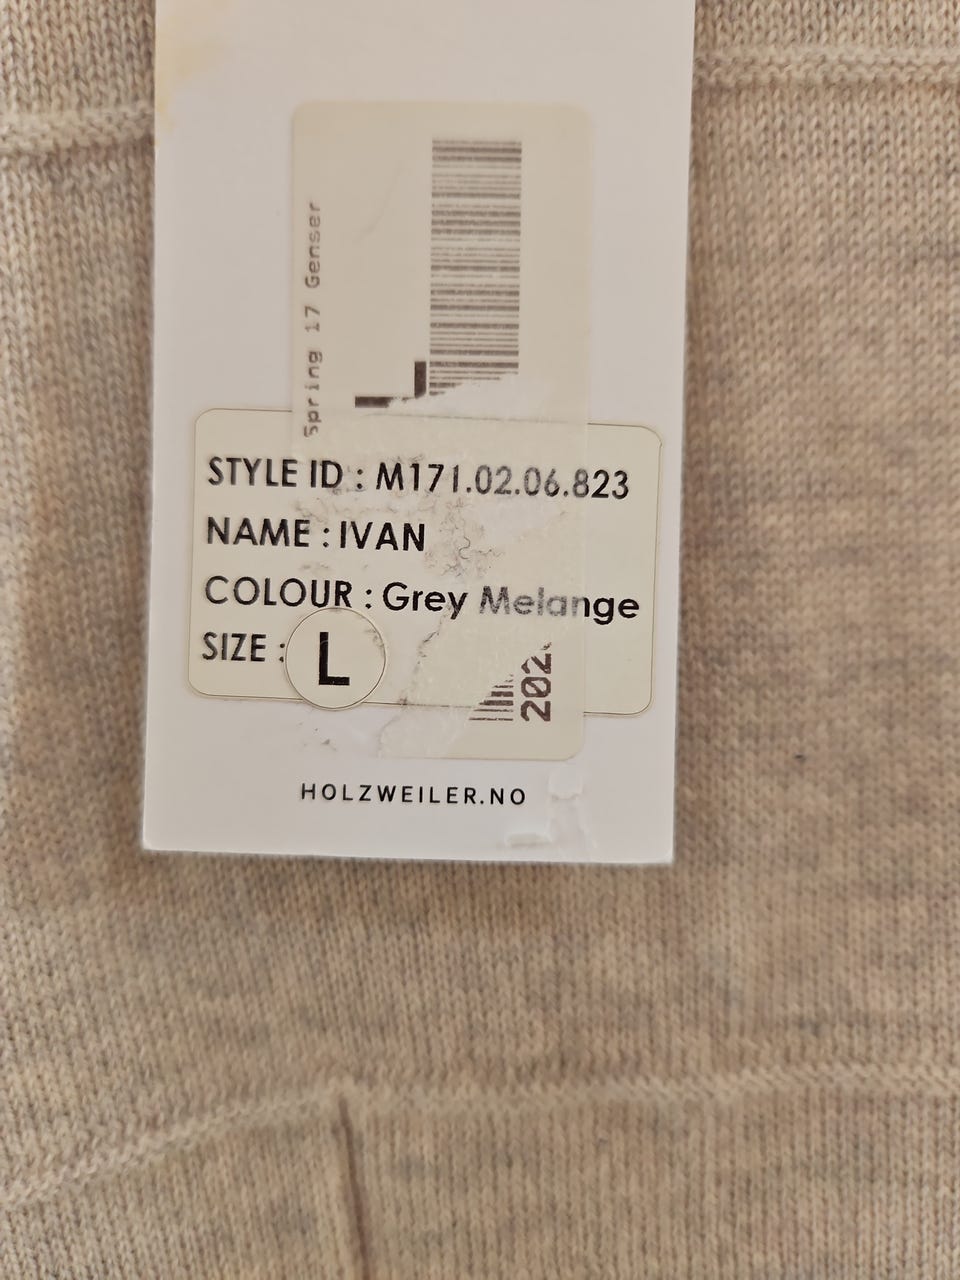 Spring 17 Genser
L
STYLE ID : M171.02.06.823
NAME : IVAN
COLOUR : Grey Melange
SIZE : L
HOLZWEILER.NO